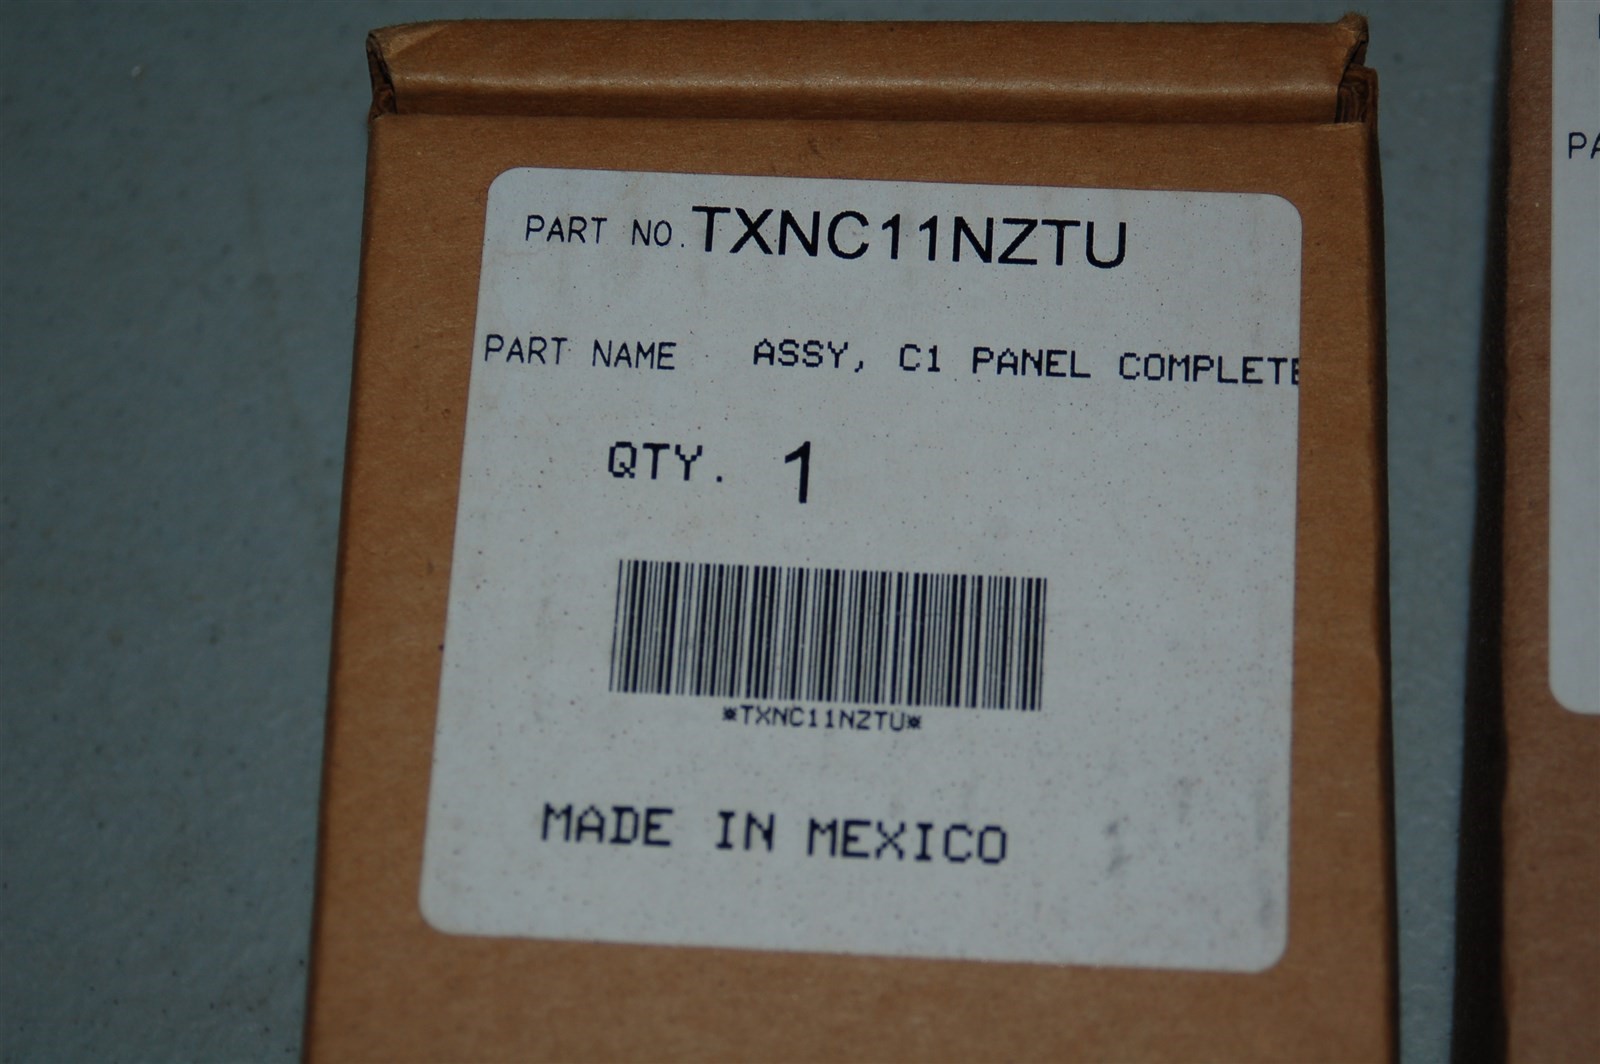 PART NO. TXNC11NZTU
PART NAME ASSY, C1 PANEL COMPLETE
QTY. 1
*TXNC11NZTU*
MADE IN MEXICO